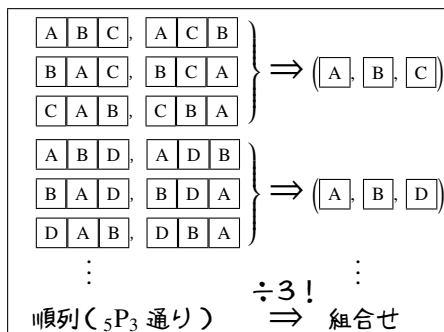 A B C, A C B
B A C, B C A ⇒ (A, B, C)
C A B, C B A
A B D, A D B
B A D, B D A ⇒ (A, B, D)
D A B, D B A
⋮ ⋮
÷3!
順列(₅P₃ 通り) ⇒ 組合せ